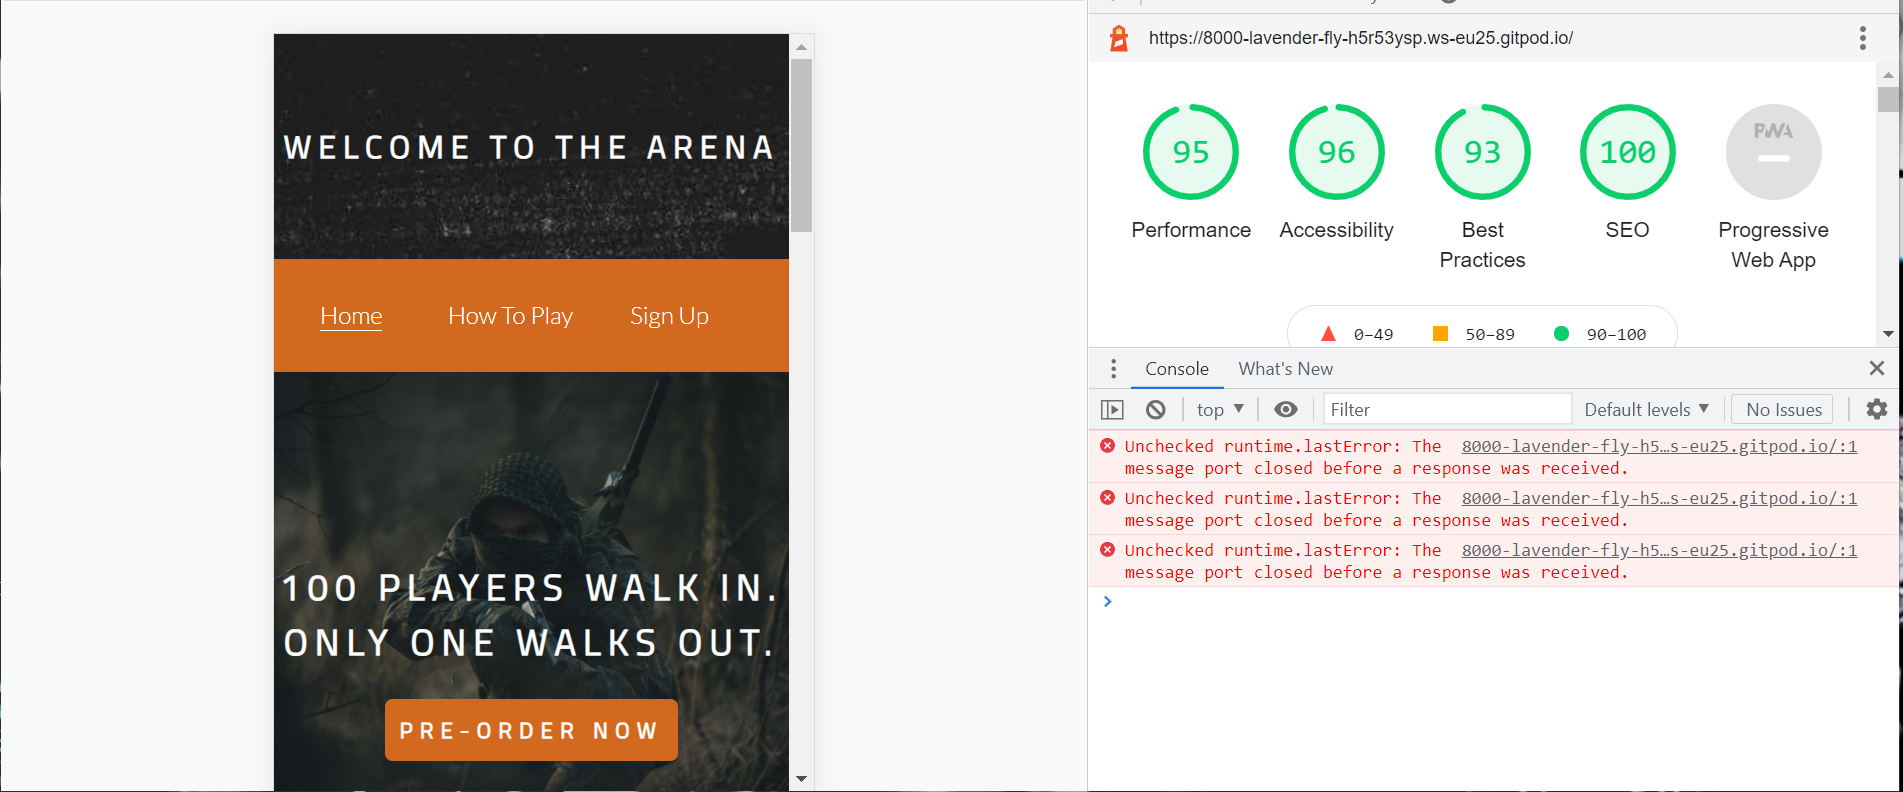 WELCOME TO THE ARENA
Home How To Play Sign Up
100 PLAYERS WALK IN.
ONLY ONE WALKS OUT.
PRE-ORDER NOW
https://8000-lavender-fly-h5r53ysp.ws-eu25.gitpod.io/
95 96 93 100 PWA
Performance Accessibility Best Practices SEO Progressive Web App
0–49 50–89 90–100
Console What's New
top Filter Default levels No Issues
Unchecked runtime.lastError: The 8000-lavender-fly-h5…s-eu25.gitpod.io/:1
message port closed before a response was received.
Unchecked runtime.lastError: The 8000-lavender-fly-h5…s-eu25.gitpod.io/:1
message port closed before a response was received.
Unchecked runtime.lastError: The 8000-lavender-fly-h5…s-eu25.gitpod.io/:1
message port closed before a response was received.